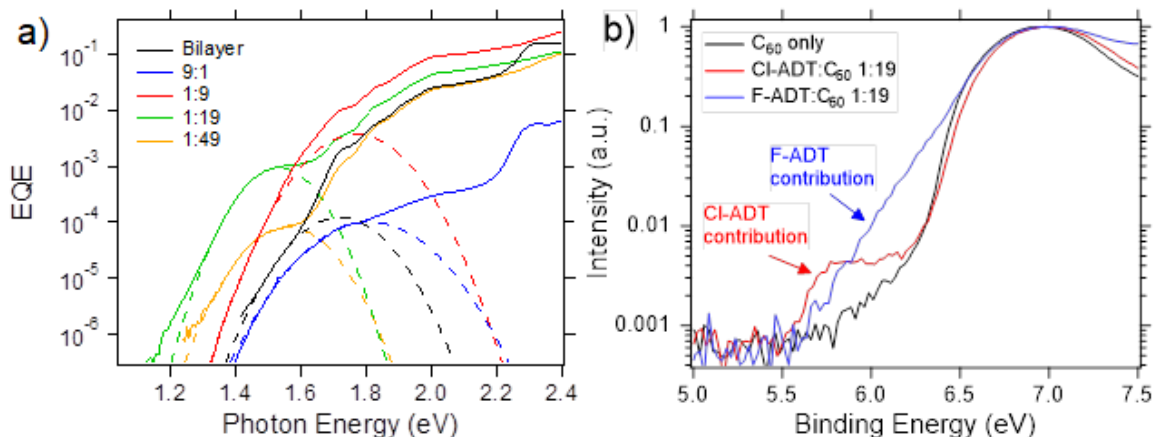 a)
EQE
10-1
10-2
10-3
10-4
10-5
10-6
Bilayer
9:1
1:9
1:19
1:49
1.2 1.4 1.6 1.8 2.0 2.2 2.4
Photon Energy (eV)
b)
Intensity (a.u.)
1
0.1
0.01
0.001
C60 only
Cl-ADT:C60 1:19
F-ADT:C60 1:19
F-ADT
contribution
Cl-ADT
contribution
5.0 5.5 6.0 6.5 7.0 7.5
Binding Energy (eV)